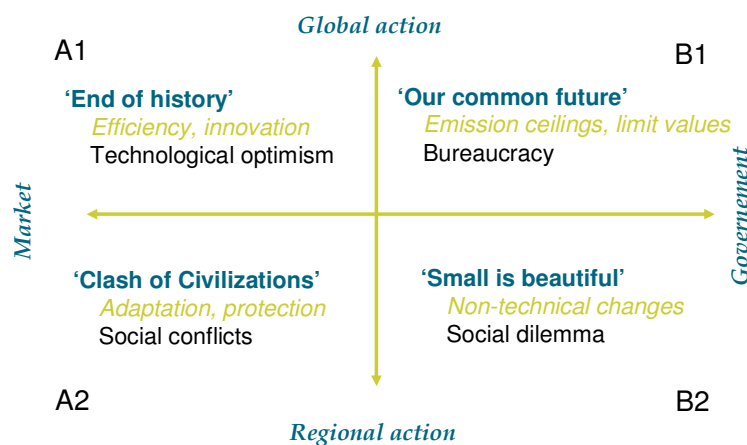 Global action
A1
B1
‘End of history’
Efficiency, innovation
Technological optimism
‘Our common future’
Emission ceilings, limit values
Bureaucracy
Market
Governement
‘Clash of Civilizations’
Adaptation, protection
Social conflicts
‘Small is beautiful’
Non-technical changes
Social dilemma
A2
B2
Regional action